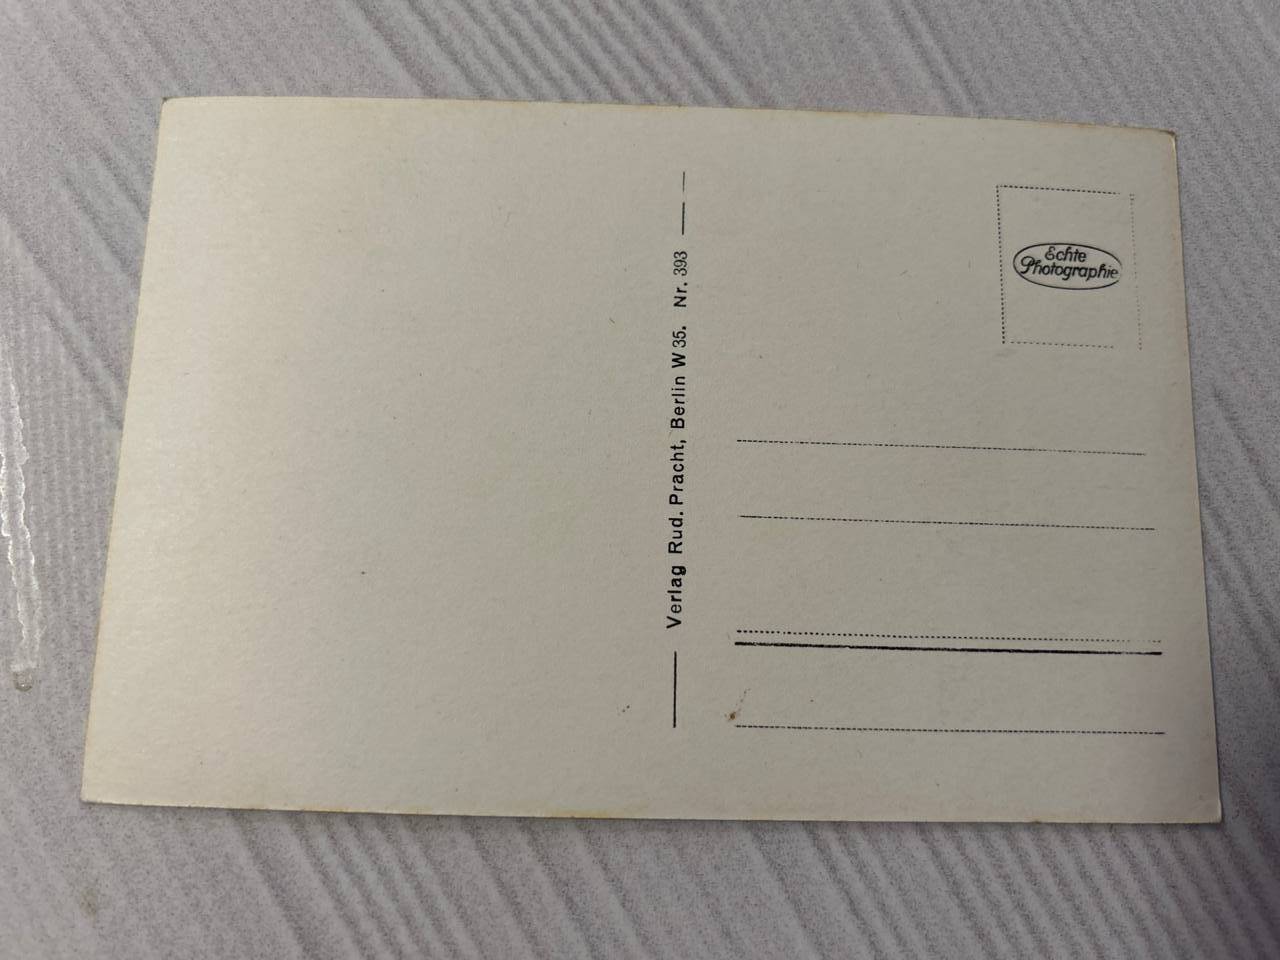 Verlag Rud. Pracht, Berlin W 35. Nr. 393
Echte
Photographie